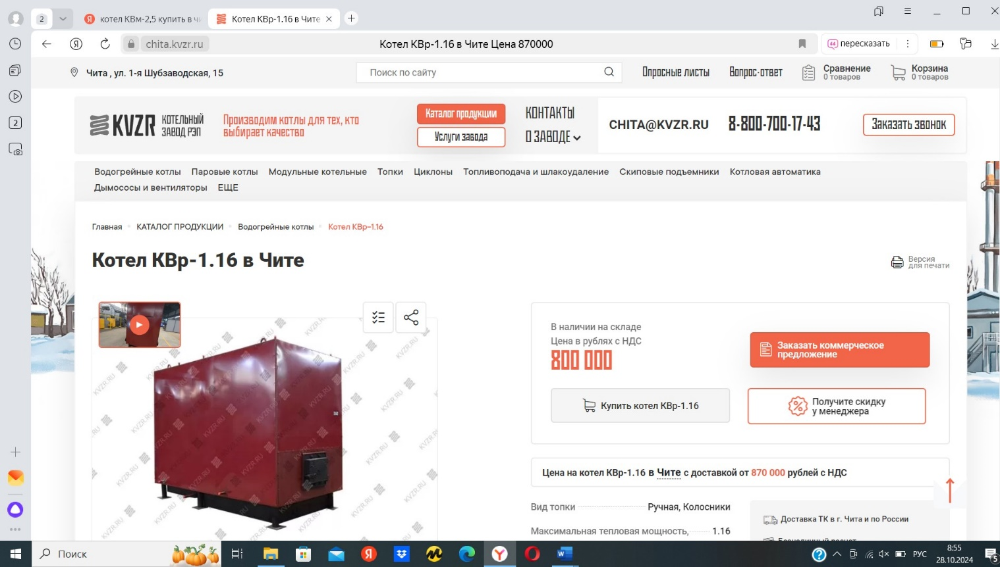 2
котел КВм-2,5 купить в чи
Котел КВр-1.16 в Чите
chita.kvzr.ru
Котел КВр-1.16 в Чите Цена 870000
пересказать
Чита , ул. 1-я Шубзаводская, 15
Поиск по сайту
Опросные листы
Вопрос-ответ
Сравнение
0 товаров
Корзина
0 товаров
KVZR КОТЕЛЬНЫЙ
ЗАВОД РЭП
Производим котлы для тех, кто
выбирает качество
Каталог продукции
Услуги завода
КОНТАКТЫ
О ЗАВОДЕ
CHITA@KVZR.RU
8-800-700-17-43
Заказать звонок
2
Водогрейные котлы Паровые котлы Модульные котельные Топки Циклоны Топливоподача и шлакоудаление Скиповые подъемники Котловая автоматика
Дымососы и вентиляторы ЕЩЕ
Главная КАТАЛОГ ПРОДУКЦИИ Водогрейные котлы Котел КВр-1.16
Котел КВр-1.16 в Чите
Версия
для печати
KVZR.RU
В наличии на складе
Цена в рублях с НДС
800 000
Заказать коммерческое
предложение
Купить котел КВр-1.16
Получите скидку
у менеджера
Цена на котел КВр-1.16 в Чите с доставкой от 870 000 рублей с НДС
Вид топки Ручная, Колосники
Максимальная тепловая мощность, 1.16
Доставка ТК в г. Чита и по России
Безналичный расчет
Поиск
РУС
8:55
28.10.2024
5